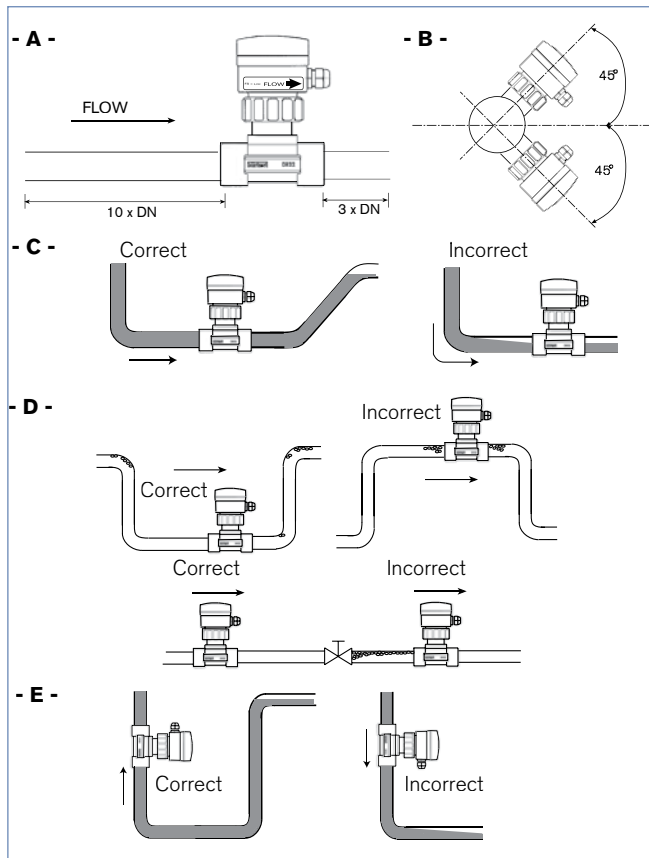 - A -
FLOW
FLOW
10 x DN
3 x DN
- B -
45°
45°
- C -
Correct
Incorrect
- D -
Correct
Incorrect
Correct
Incorrect
- E -
Correct
Incorrect